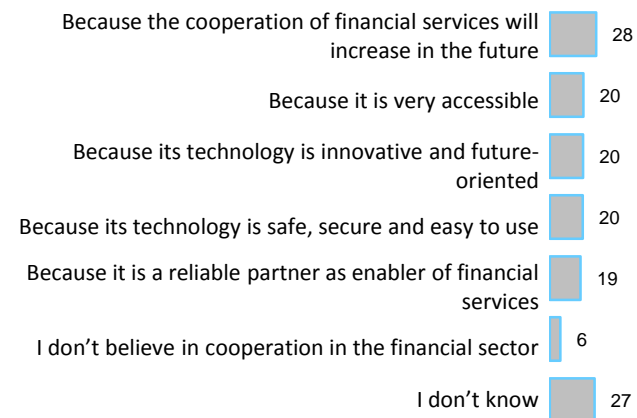 Because the cooperation of financial services will
increase in the future
28
Because it is very accessible
20
Because its technology is innovative and future-
oriented
20
Because its technology is safe, secure and easy to use
20
Because it is a reliable partner as enabler of financial
services
19
I don’t believe in cooperation in the financial sector
6
I don’t know
27